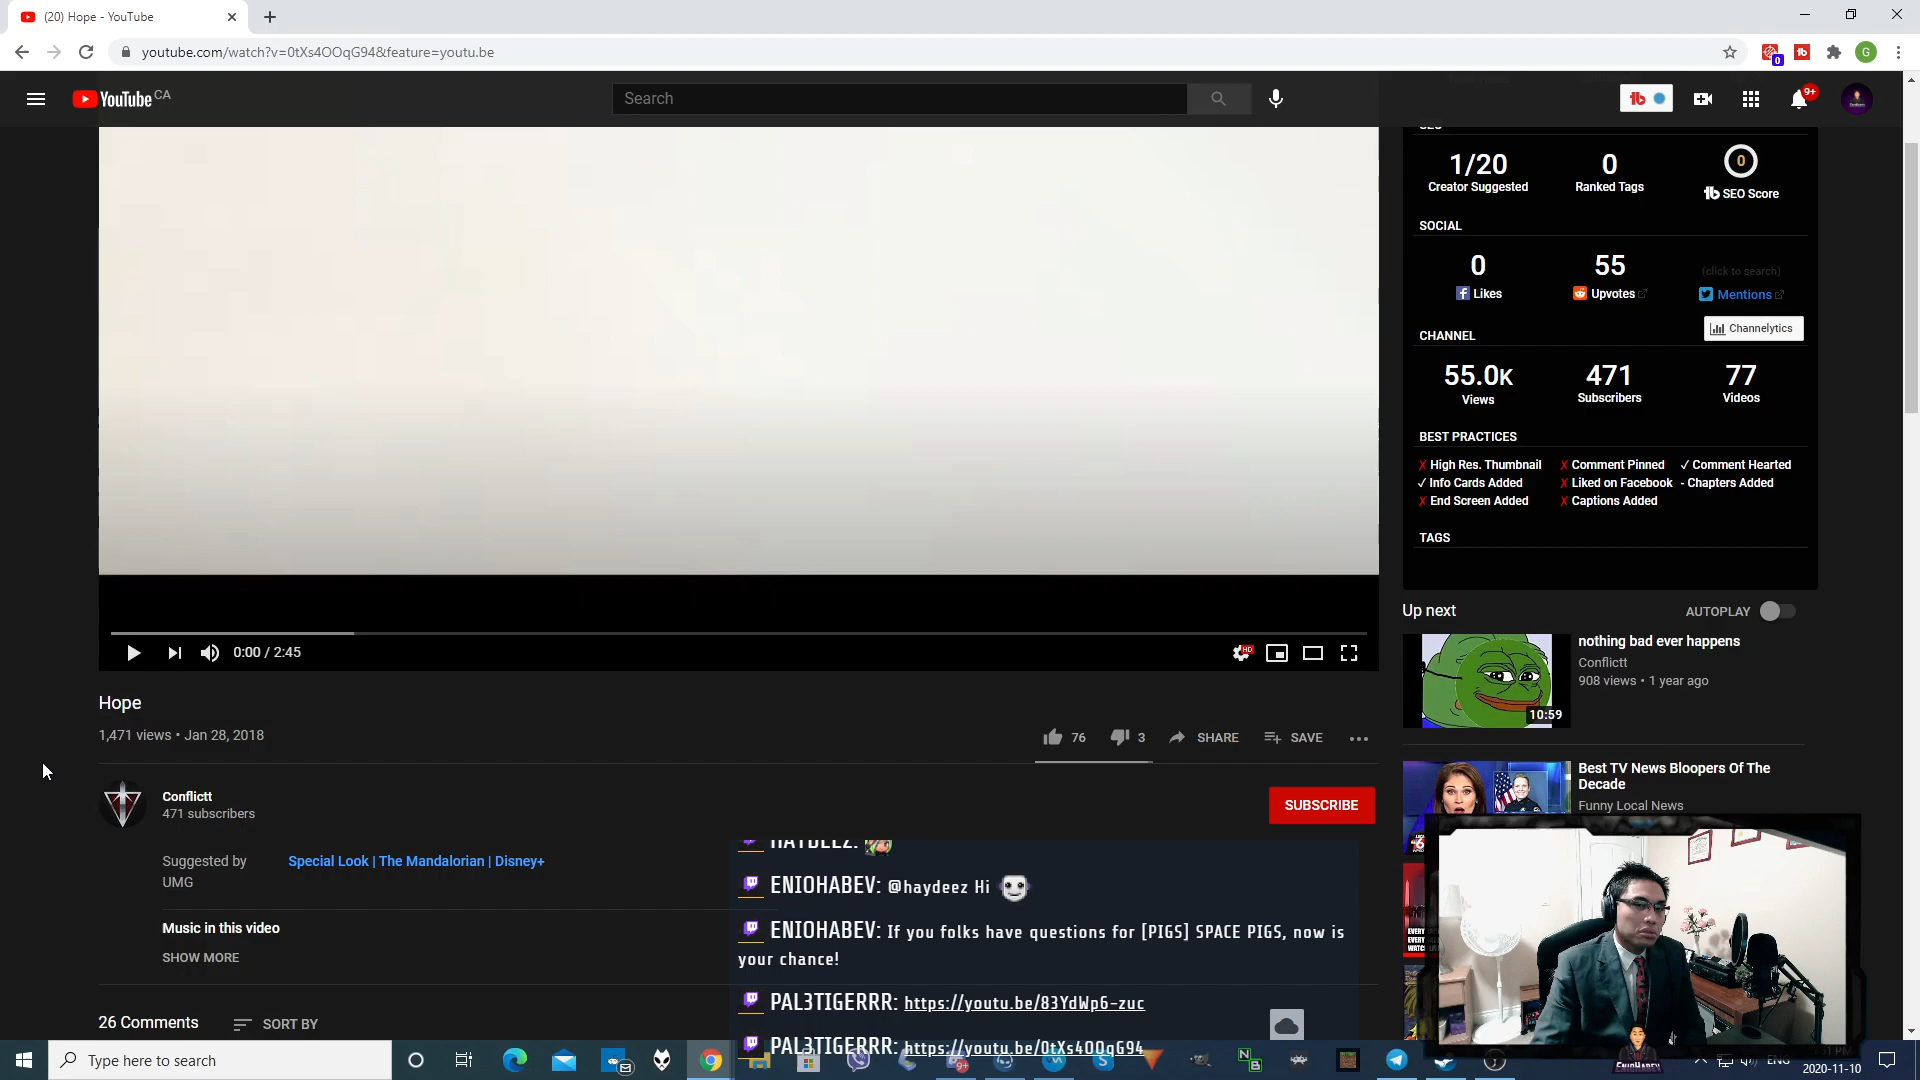 (20) Hope - YouTube
youtube.com/watch?v=0tXs4OOqG94&feature=youtu.be
0
G
YouTube CA
Search
9+
1/20
Creator Suggested
0
Ranked Tags
0
SEO Score
SOCIAL
0
Likes
55
Upvotes
(click to search)
Mentions
CHANNEL
Channelytics
55.0K
Views
471
Subscribers
77
Videos
BEST PRACTICES
X High Res. Thumbnail X Comment Pinned ✓ Comment Hearted
✓ Info Cards Added X Liked on Facebook - Chapters Added
X End Screen Added X Captions Added
TAGS
0:00 / 2:45
HD
Hope
1,471 views • Jan 28, 2018
76
3
SHARE
SAVE
Conflictt
471 subscribers
SUBSCRIBE
Suggested by UMG
Special Look | The Mandalorian | Disney+
Music in this video
SHOW MORE
26 Comments
SORT BY
Up next
AUTOPLAY
10:59
nothing bad ever happens
Conflictt
908 views • 1 year ago
Best TV News Bloopers Of The
Decade
Funny Local News
HAYDEEZ:
ENIOHABEV: @haydeez Hi
ENIOHABEV: If you folks have questions for [PIGS] SPACE PIGS, now is
your chance!
PAL3TIGERRR: https://youtu.be/83YdWp6-zuc
PAL3TIGERRR: https://youtu.be/0tXs4OOqG94
ENIOHABEV
Type here to search
ENG
2020-11-10